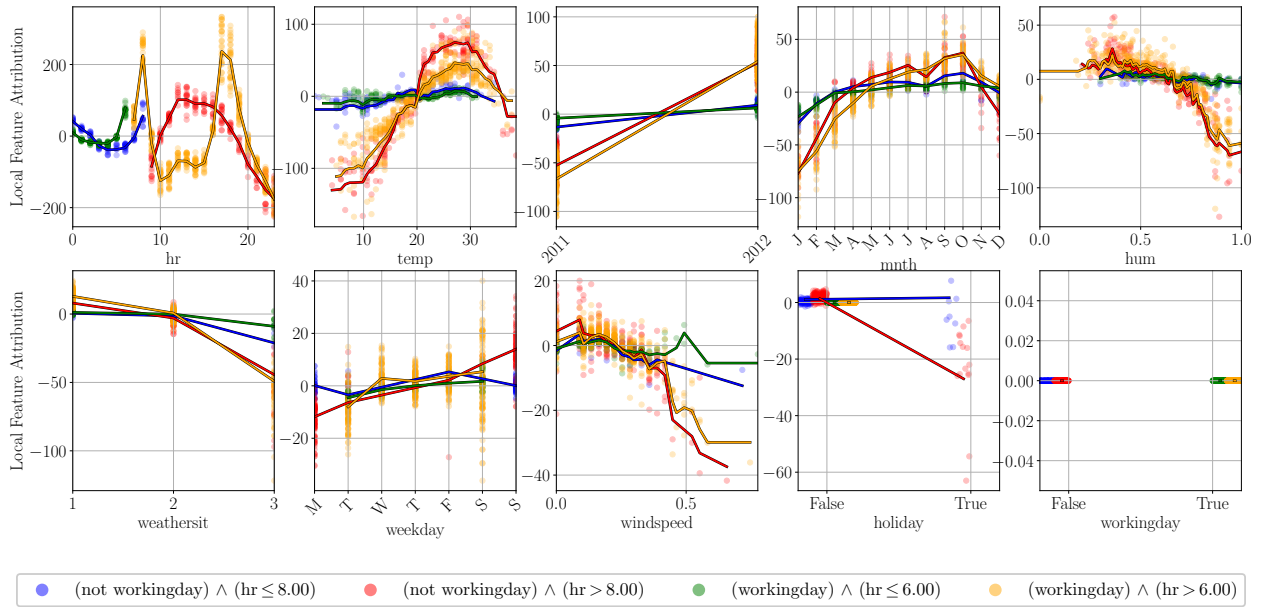 Local Feature Attribution
200
0
−200
0
10
20
hr
100
0
−100
10
20
30
temp
100
50
0
−50
−100
2011
2012
50
0
−50
−100
J
F
M
A
M
J
J
A
S
O
N
D
mnth
50
0
−50
−100
0.0
0.5
1.0
hum
Local Feature Attribution
0
−50
−100
1
2
3
weathersit
40
20
0
−20
M
T
W
T
F
S
S
weekday
20
0
−20
−40
0.0
0.5
windspeed
0
−20
−40
−60
False
True
holiday
0.04
0.02
0.00
−0.02
−0.04
False
True
workingday
(not workingday) ∧ (hr ≤ 8.00)
(not workingday) ∧ (hr > 8.00)
(workingday) ∧ (hr ≤ 6.00)
(workingday) ∧ (hr > 6.00)